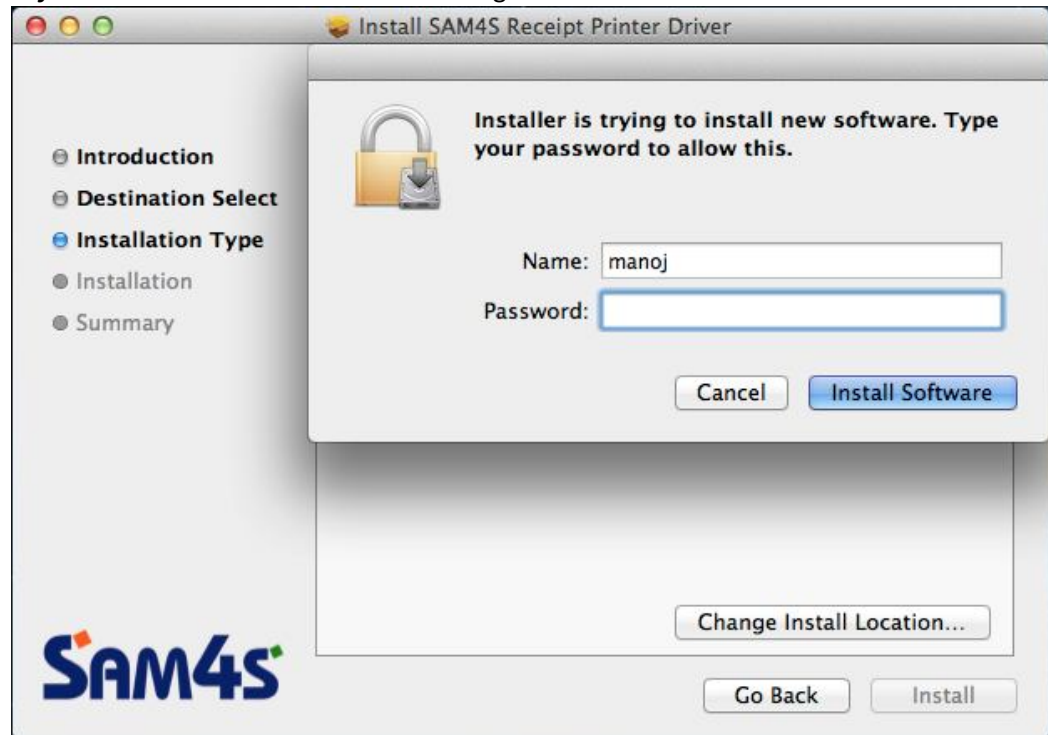 Install SAM4S Receipt Printer Driver
Introduction
Destination Select
Installation Type
Installation
Summary
Installer is trying to install new software. Type
your password to allow this.
Name: manoj
Password:
Cancel
Install Software
Change Install Location...
SAM4S
Go Back
Install